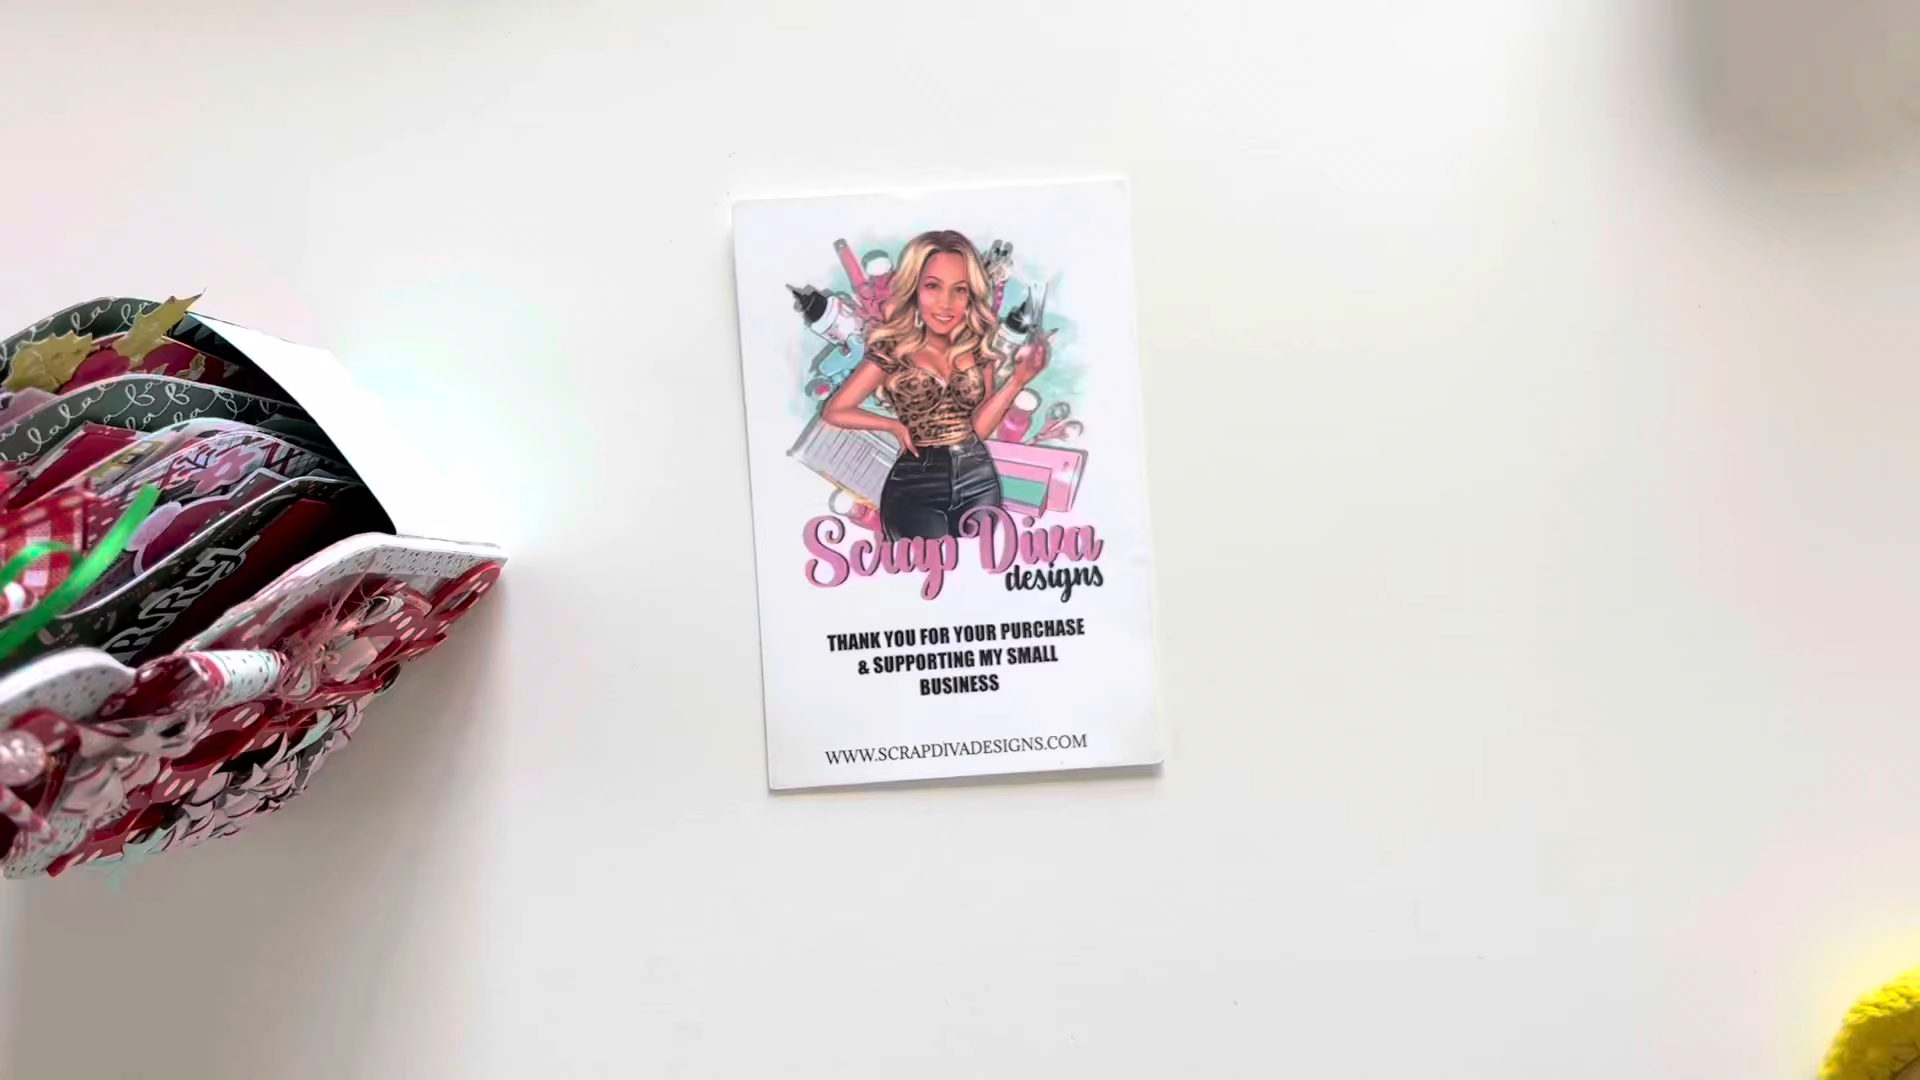 Scrap Diva
designs
THANK YOU FOR YOUR PURCHASE
& SUPPORTING MY SMALL
BUSINESS
WWW.SCRAPDIVADESIGNS.COM